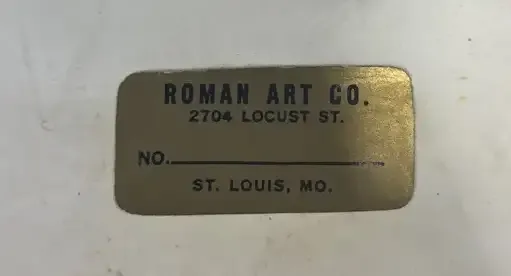 ROMAN ART CO.
2704 LOCUST ST.
NO.
ST. LOUIS, MO.